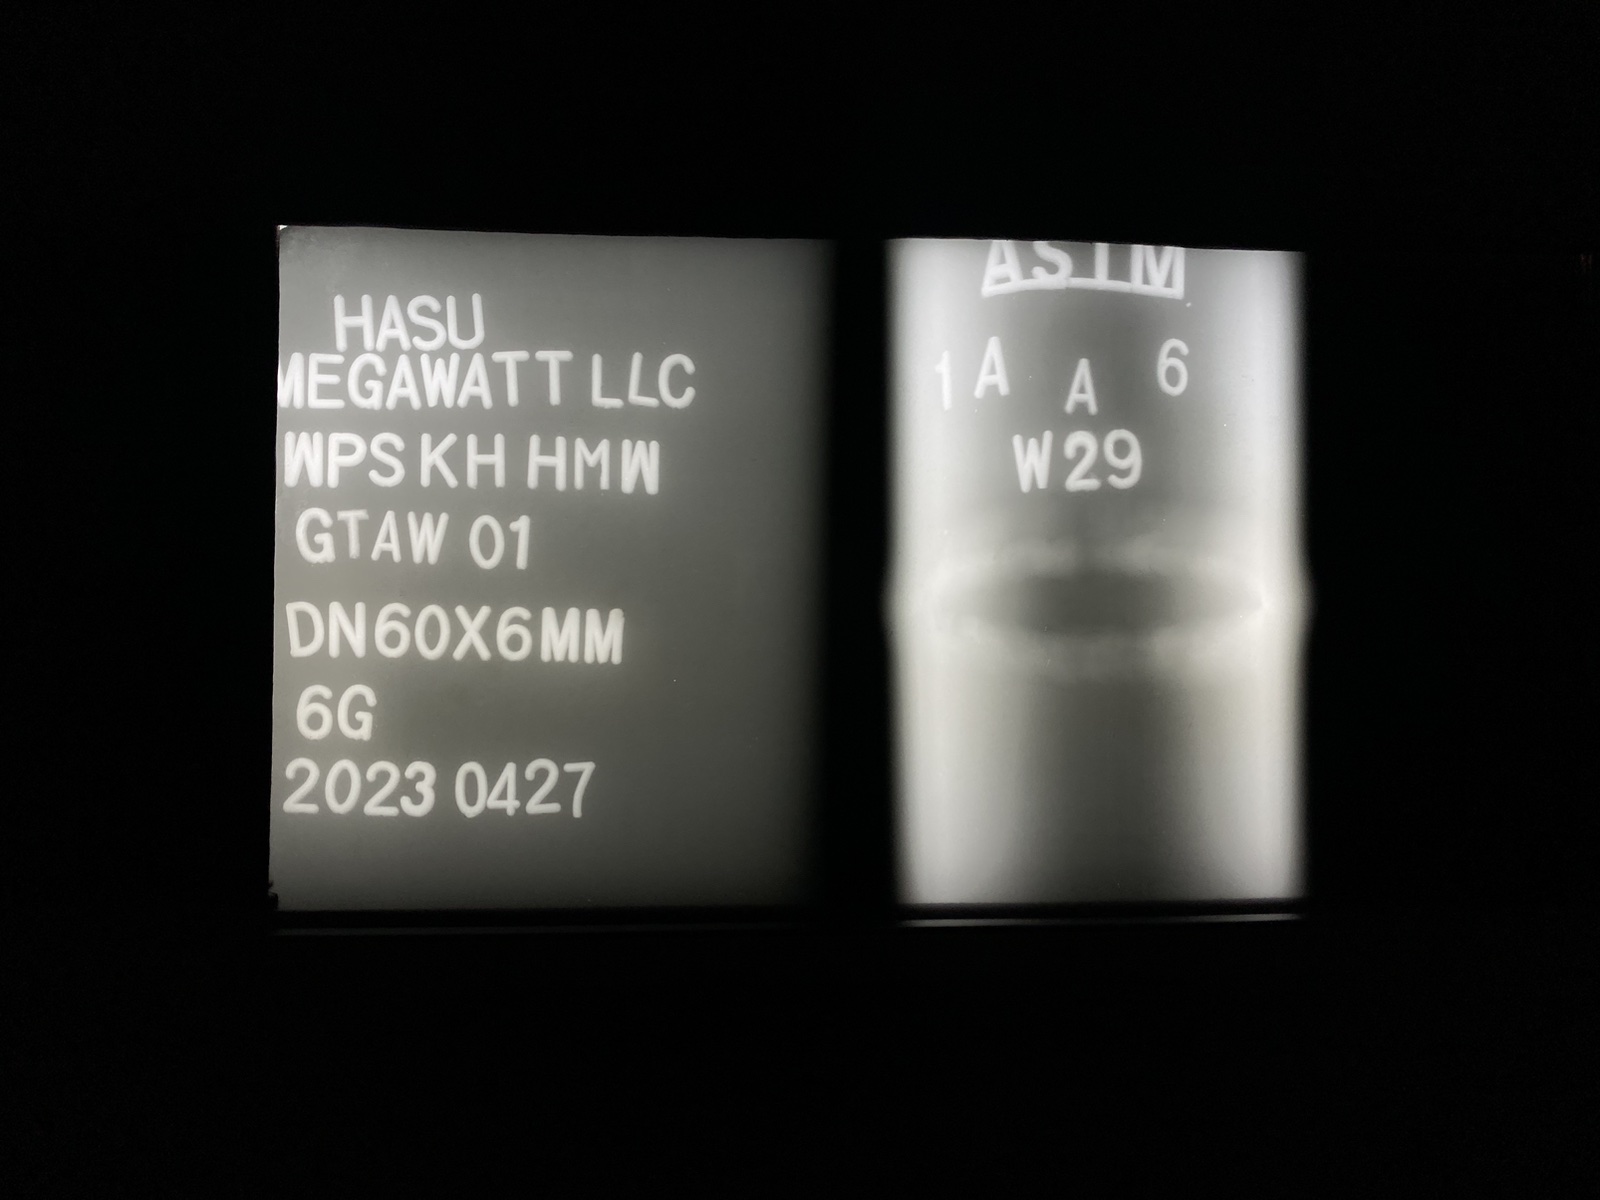 HASU
MEGAWATT LLC
WPS KH HMW
GTAW 01
DN60X6MM
6G
2023 0427
ASTM
1 A A 6
W29